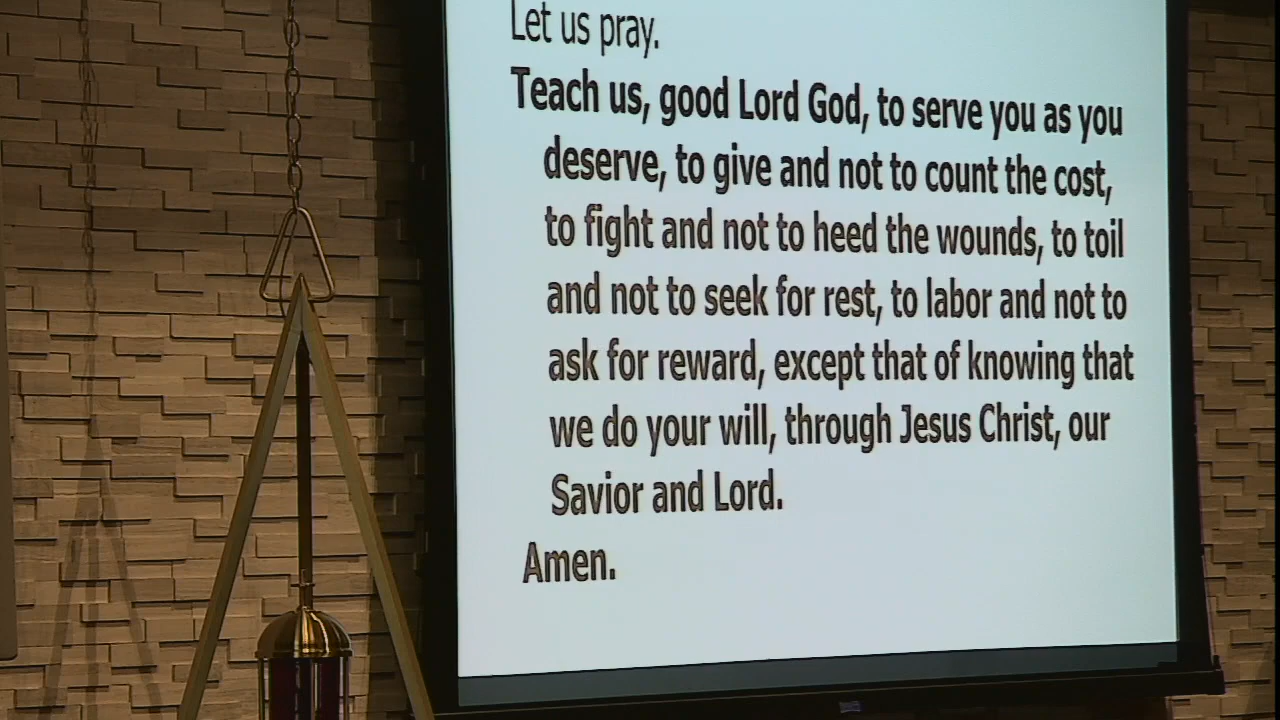 Let us pray.
Teach us, good Lord God, to serve you as you
deserve, to give and not to count the cost,
to fight and not to heed the wounds, to toil
and not to seek for rest, to labor and not to
ask for reward, except that of knowing that
we do your will, through Jesus Christ, our
Savior and Lord.
Amen.